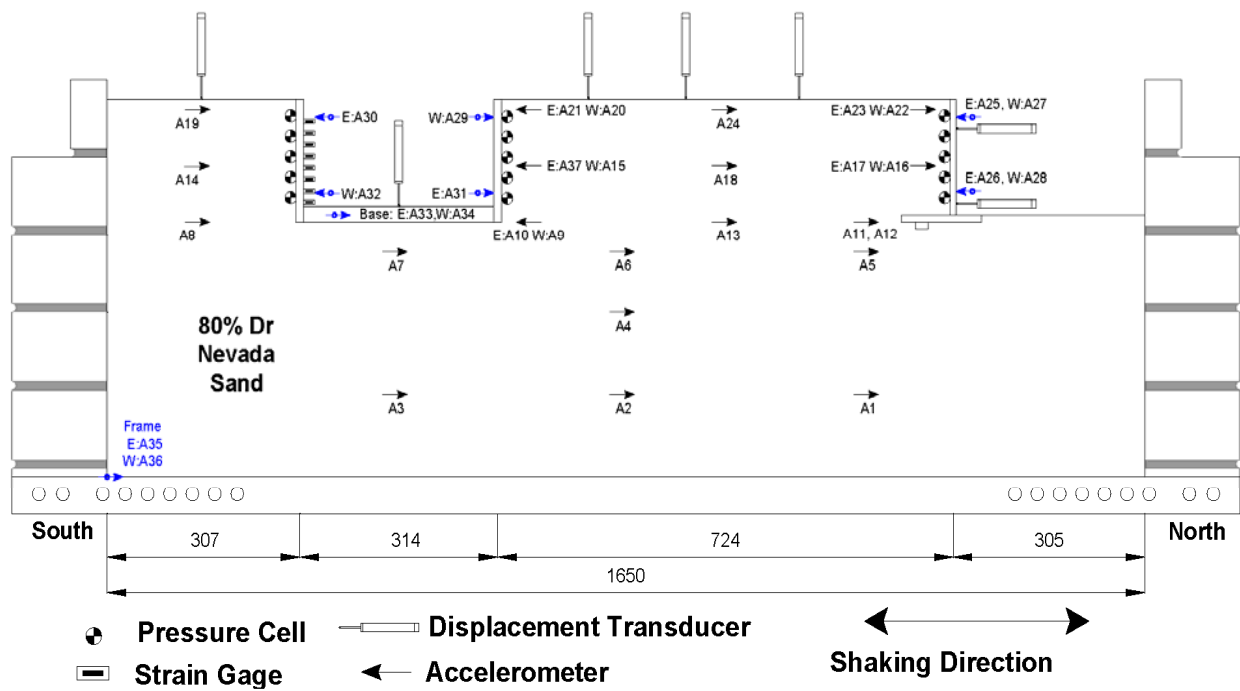 A19
E:A30
W:A29
E:A21 W:A20
A24
E:A23 W:A22
E:A25, W:A27
A14
E:A37 W:A15
A18
E:A17 W:A16
W:A32
E:A31
E:A26, W:A28
Base: E:A33,W:A34
A8
E:A10 W:A9
A13
A11, A12
A7
A6
A5
A4
80% Dr
Nevada
Sand
A3
A2
A1
Frame
E:A35
W:A36
South
North
307
314
724
305
1650
Pressure Cell
Displacement Transducer
Strain Gage
Accelerometer
Shaking Direction